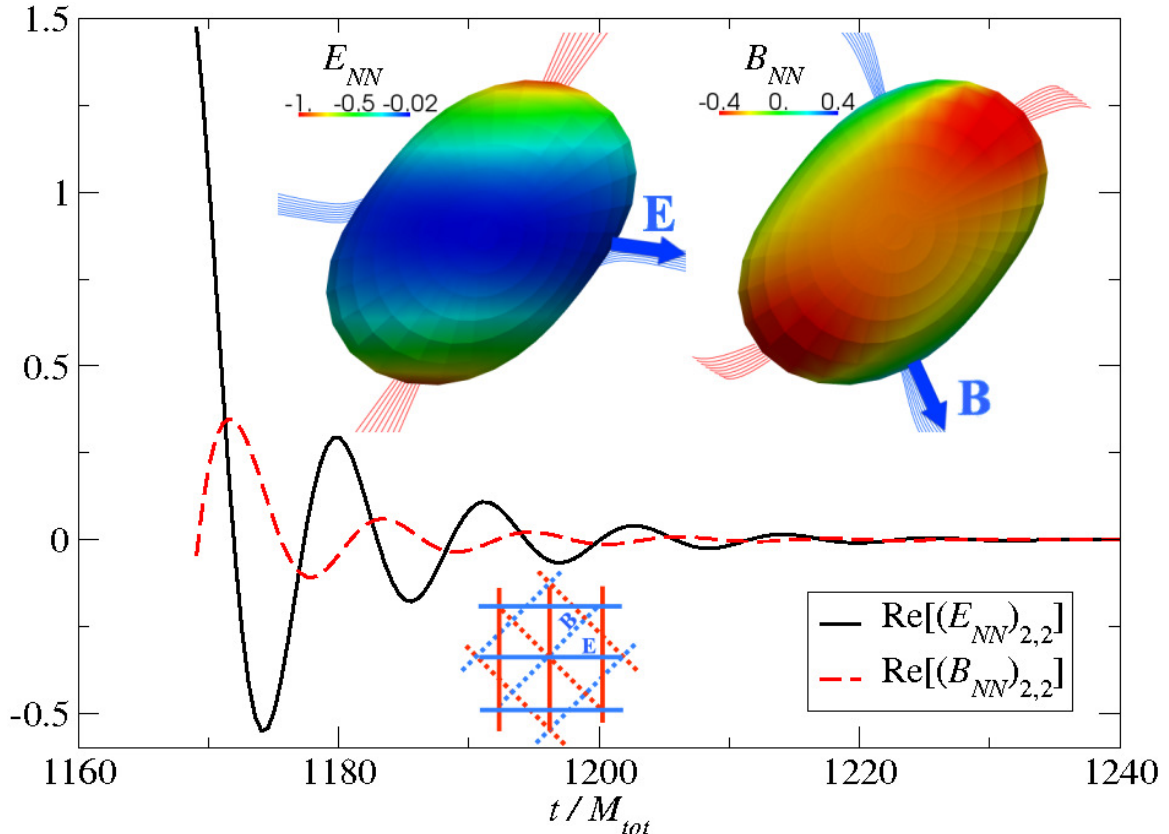 1.5
E_NN
-1. -0.5 -0.02
B_NN
-0.4 0. 0.4
1
E
0.5
B
0
B
E
Re[(E_NN)_2,2]
Re[(B_NN)_2,2]
-0.5
1160 1180 1200 1220 1240
t / M_tot